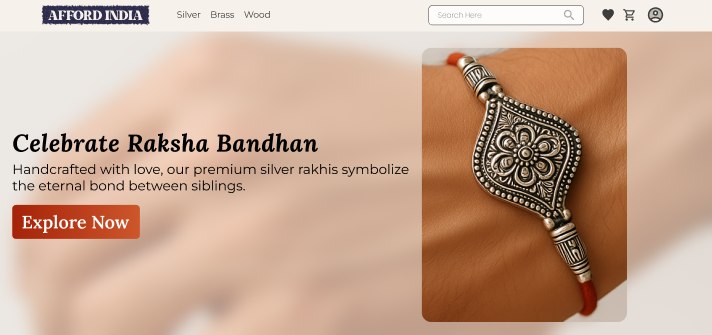 AFFORD INDIA
Silver Brass Wood
Search Here
Celebrate Raksha Bandhan
Handcrafted with love, our premium silver rakhis symbolize
the eternal bond between siblings.
Explore Now